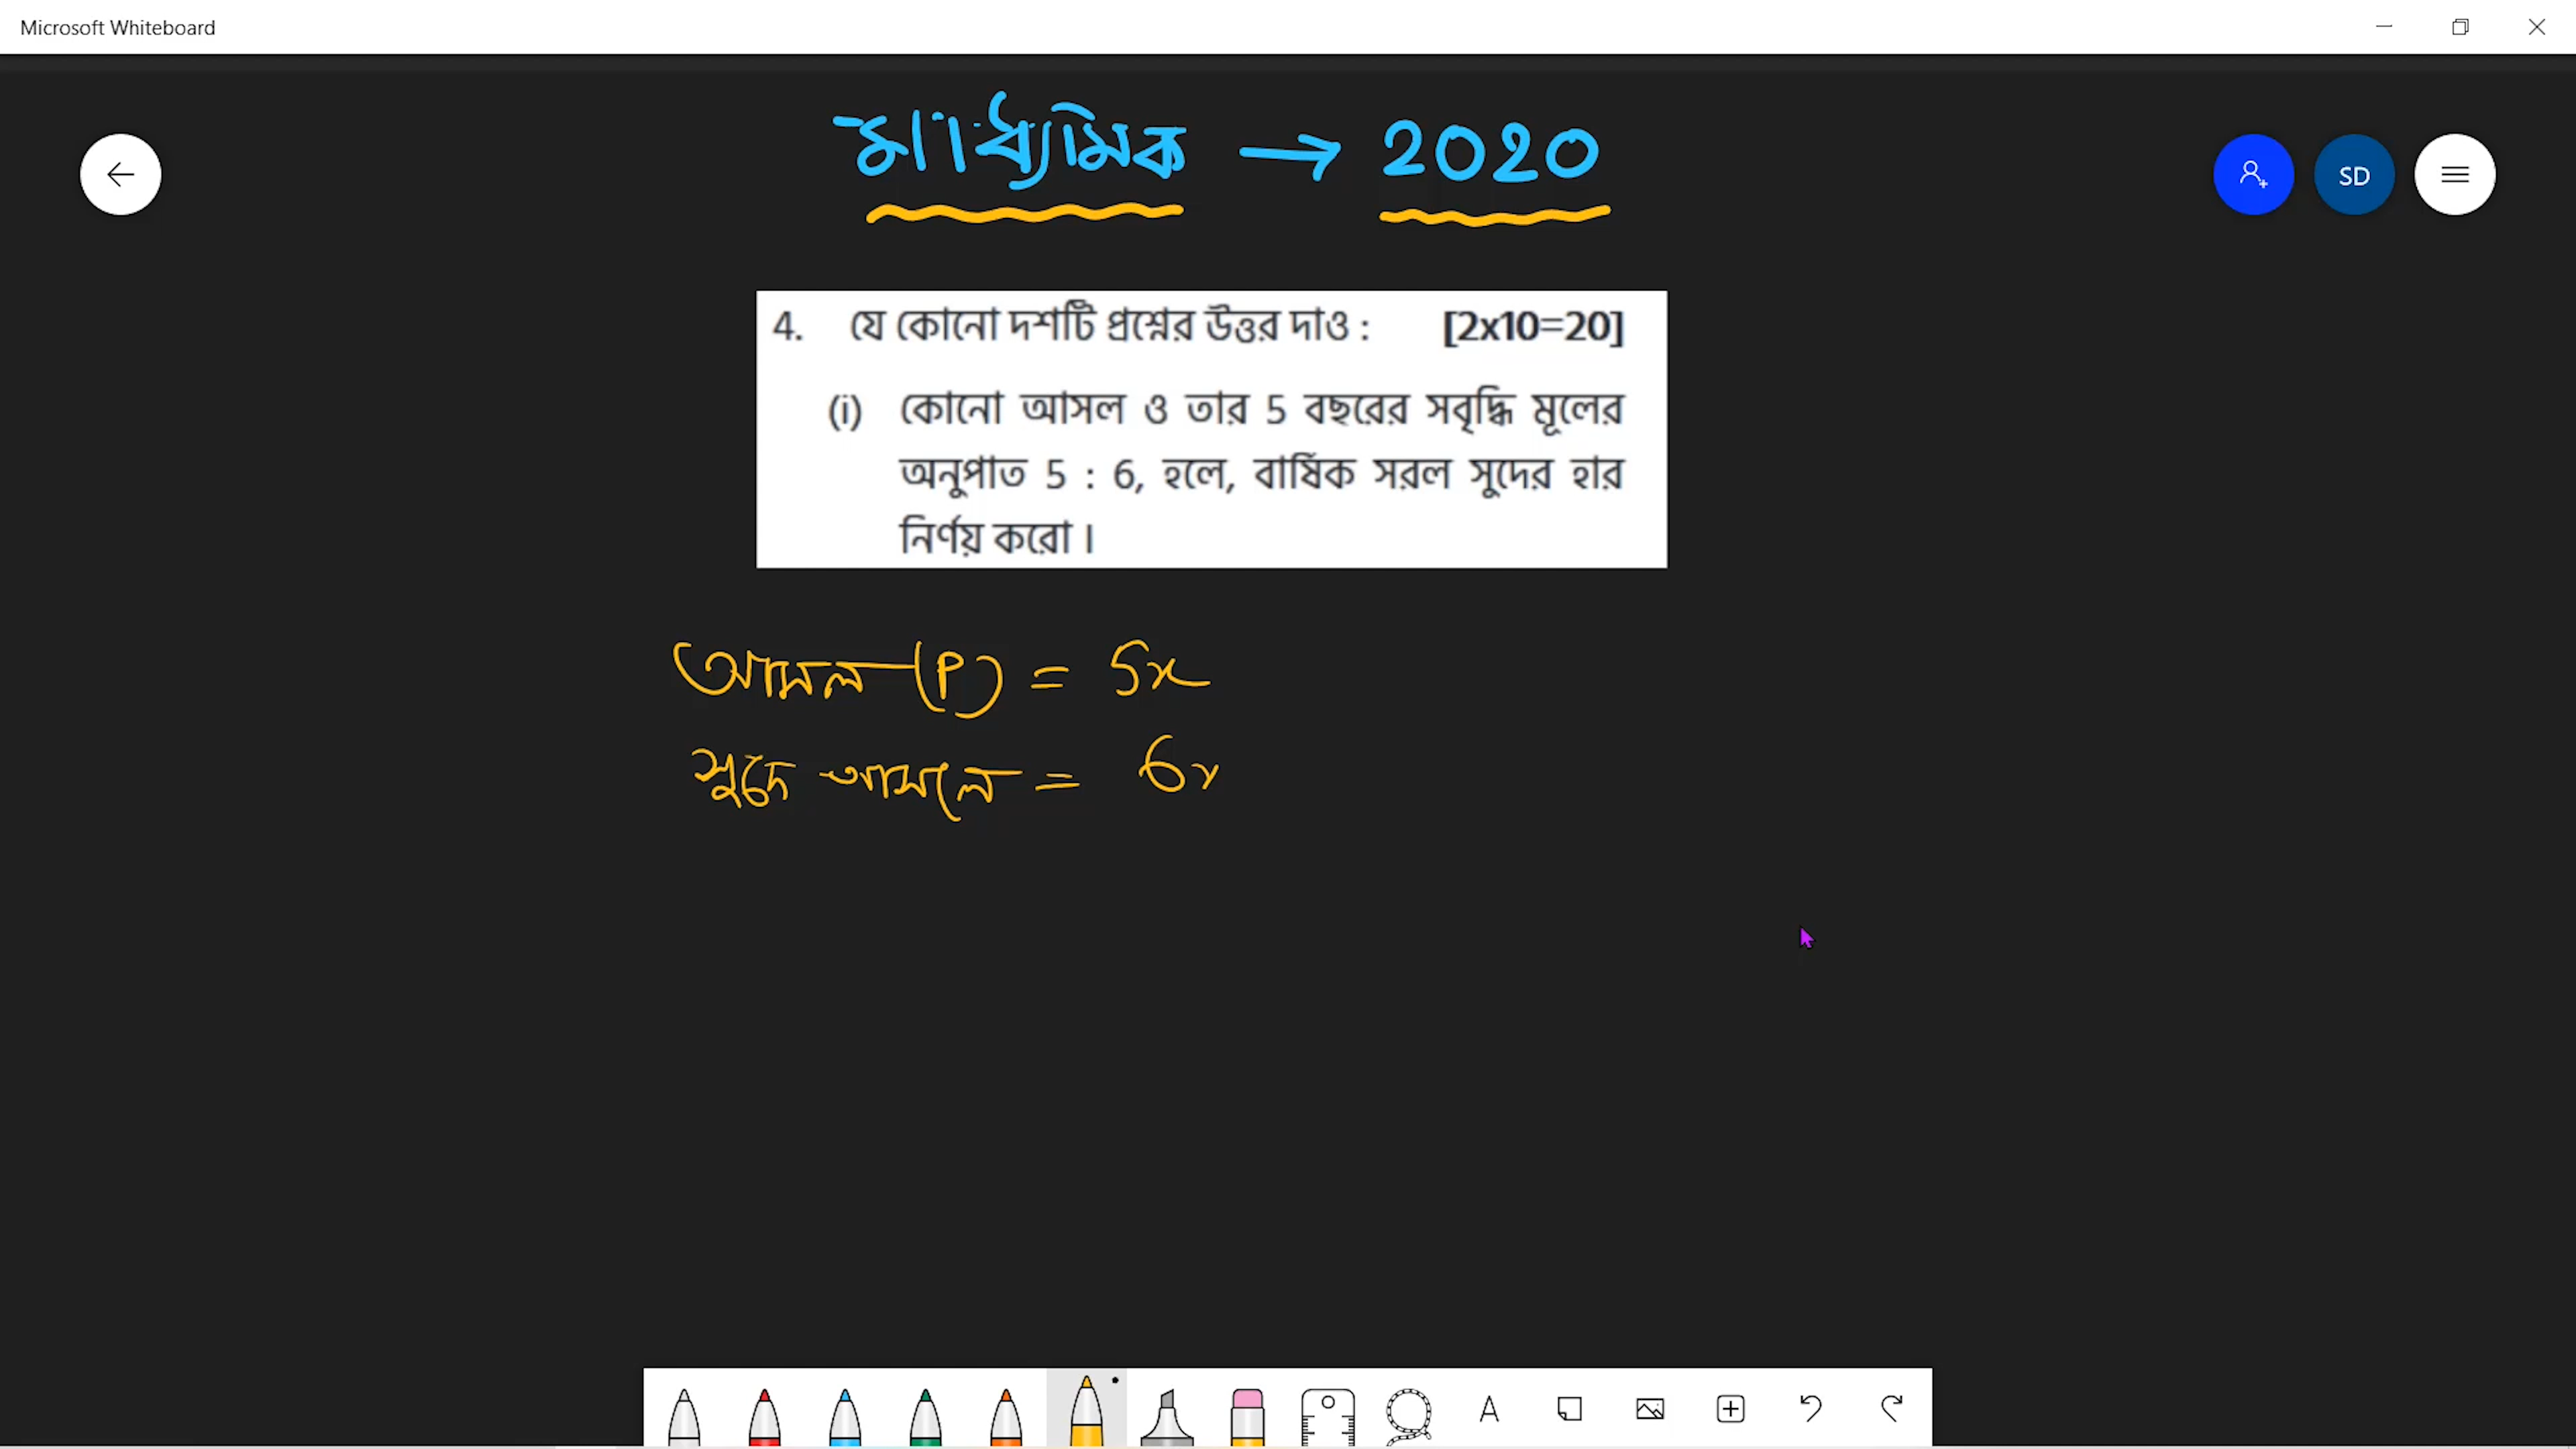 Microsoft Whiteboard
মাধ্যমিক → 2020
SD
4. যে কোনো দশটি প্রশ্নের উত্তর দাও : [2x10=20]
(i) কোনো আসল ও তার 5 বছরের সবৃদ্ধি মূলের
অনুপাত 5 : 6, হলে, বার্ষিক সরল সুদের হার
নির্ণয় করো।
আসল (P) = 5x
সুদে আসলে = 6x
A